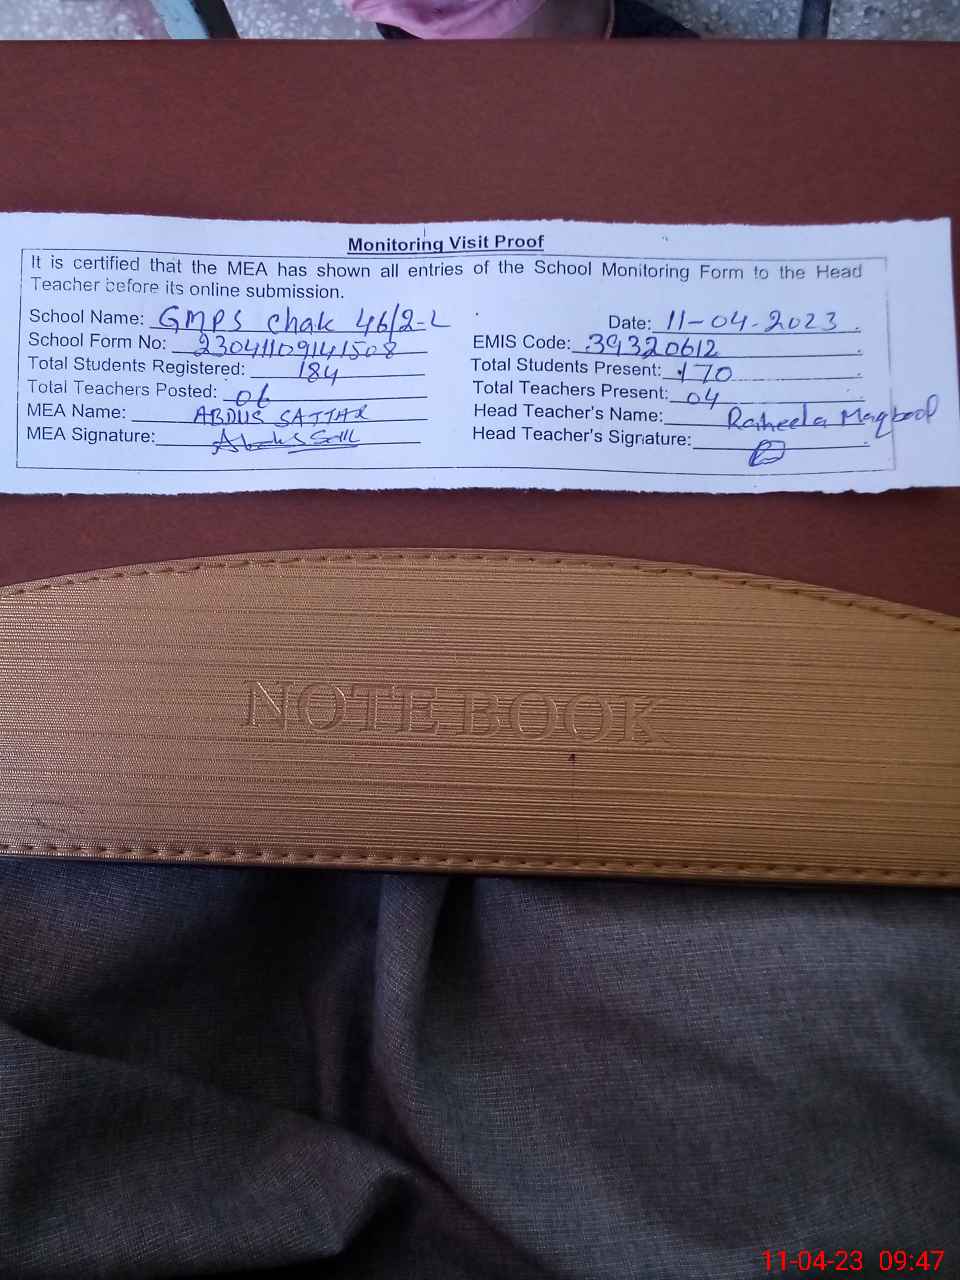 Monitoring Visit Proof
It is certified that the MEA has shown all entries of the School Monitoring Form to the Head
Teacher before its online submission.
School Name: GMPS Chak 46/2-L Date: 11-04-2023
School Form No: 23041109141508 EMIS Code: 39320612
Total Students Registered: 184 Total Students Present: 170
Total Teachers Posted: 06 Total Teachers Present: 04
MEA Name: ABDUS SATTAR Head Teacher's Name: Raheela Maqbool
MEA Signature: Head Teacher's Signature:
NOTE BOOK
11-04-23 09:47